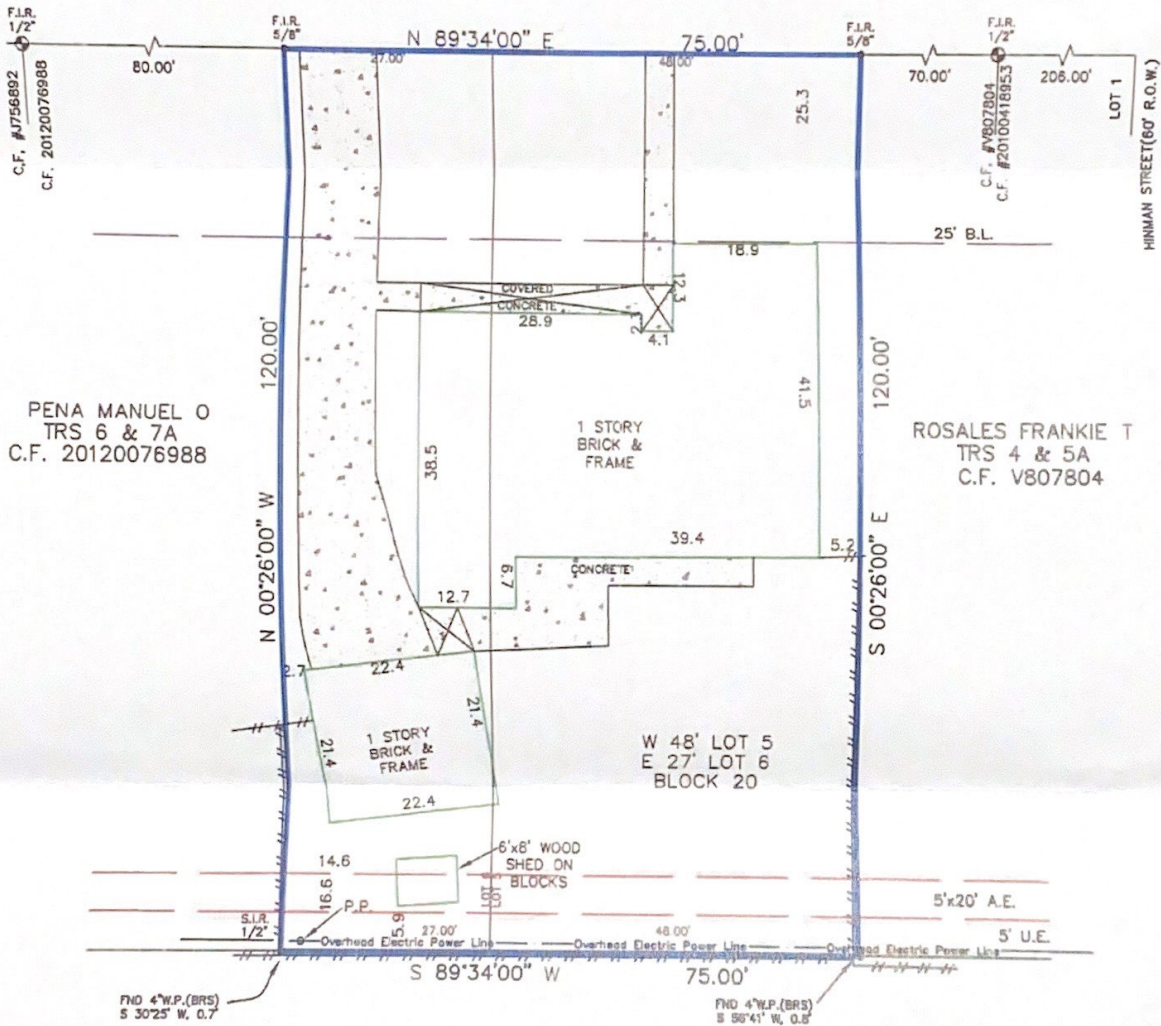 F.I.R.
1/2"
F.I.R.
5/8"
N 89°34'00" E
75.00'
F.I.R.
5/8"
F.I.R.
1/2"
80.00'
27.00'
48.00'
70.00'
206.00'
C.F. #J756892
C.F. 20120076988
C.F. #V807804
C.F. #20100418953
LOT 1
HINMAN STREET(60' R.O.W.)
25.3
25' B.L.
18.9
COVERED
CONCRETE
28.9
12.3
4.1
120.00'
N 00°26'00" W
PENA MANUEL O
TRS 6 & 7A
C.F. 20120076988
38.5
1 STORY
BRICK &
FRAME
41.5
120.00'
S 00°26'00" E
ROSALES FRANKIE T
TRS 4 & 5A
C.F. V807804
39.4
5.2
CONCRETE
6.7
12.7
2.7
22.4
21.4
1 STORY
BRICK &
FRAME
21.4
22.4
W 48' LOT 5
E 27' LOT 6
BLOCK 20
6'x8' WOOD
SHED ON
BLOCKS
14.6
16.6
5.9
P.P.
LOT 5
5'x20' A.E.
5' U.E.
S.I.R.
1/2"
27.00'
48.00'
Overhead Electric Power Line
Overhead Electric Power Line
Overhead Electric Power Line
S 89°34'00" W
75.00'
FND 4"W.P.(BRS)
S 30°25' W, 0.7'
FND 4"W.P.(BRS)
S 56°41' W, 0.8'